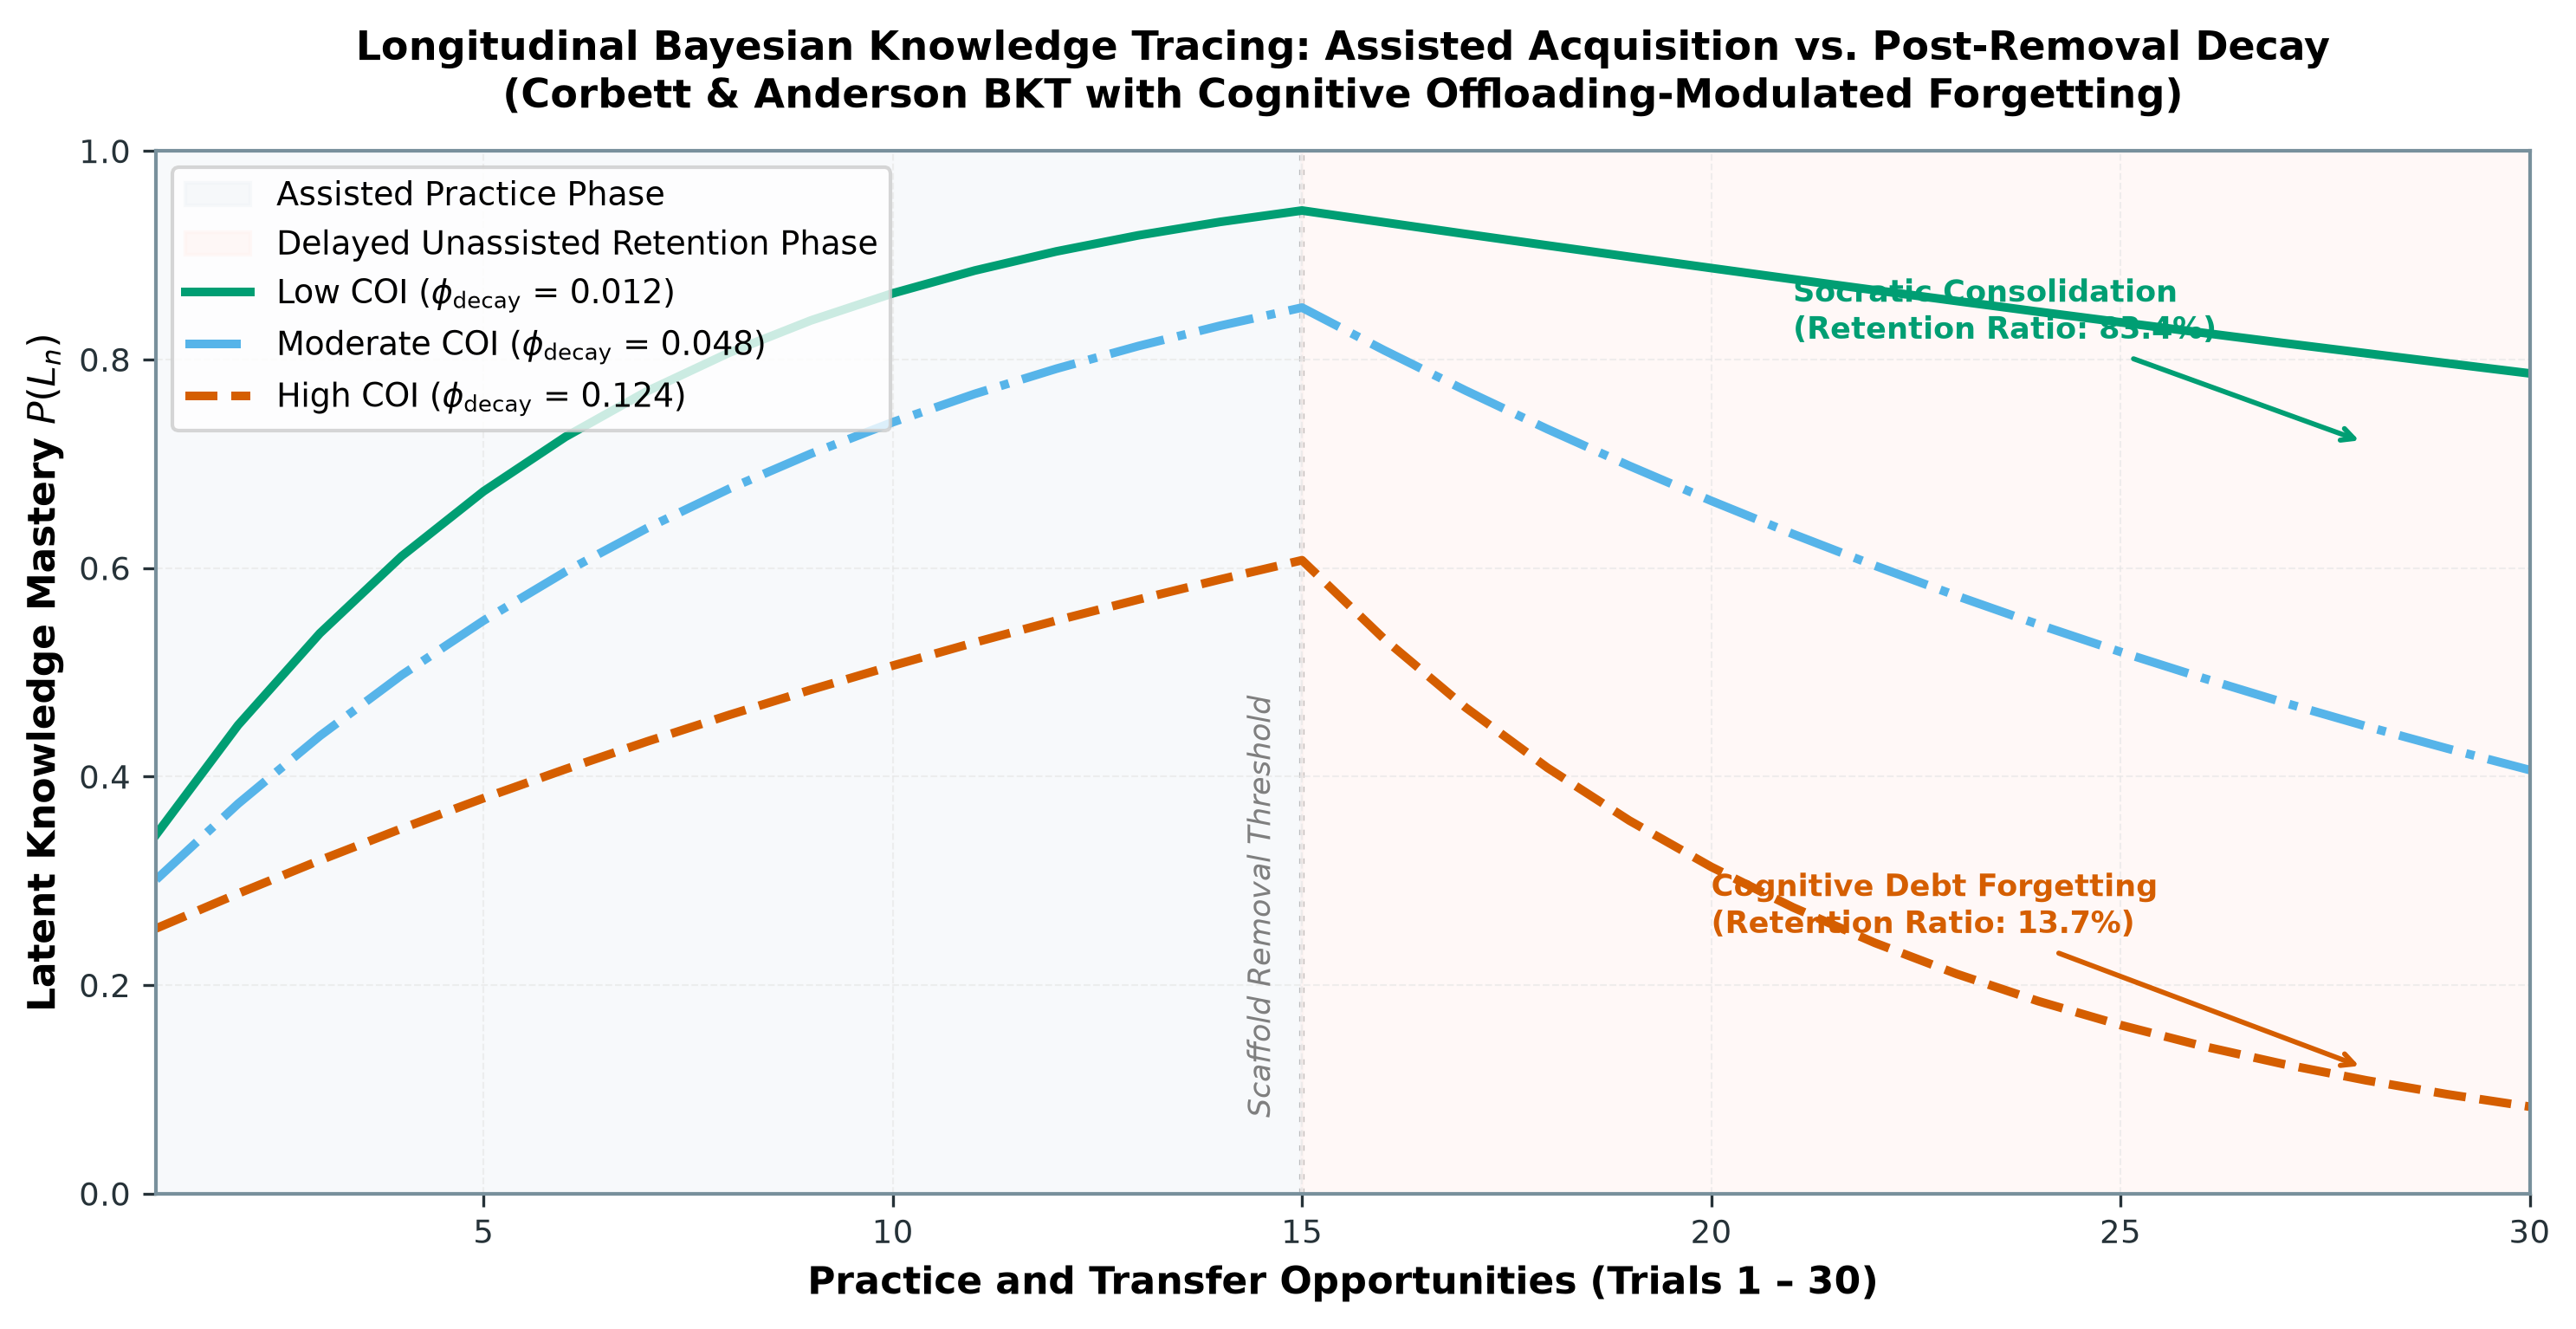 Longitudinal Bayesian Knowledge Tracing: Assisted Acquisition vs. Post-Removal Decay
(Corbett & Anderson BKT with Cognitive Offloading-Modulated Forgetting)
Latent Knowledge Mastery P(Lₙ)
1.0
0.8
0.6
0.4
0.2
0.0
Assisted Practice Phase
Delayed Unassisted Retention Phase
Low COI (ϕdecay = 0.012)
Moderate COI (ϕdecay = 0.048)
High COI (ϕdecay = 0.124)
Socratic Consolidation
(Retention Ratio: 83.4%)
Scaffold Removal Threshold
Cognitive Debt Forgetting
(Retention Ratio: 13.7%)
5
10
15
20
25
30
Practice and Transfer Opportunities (Trials 1 – 30)